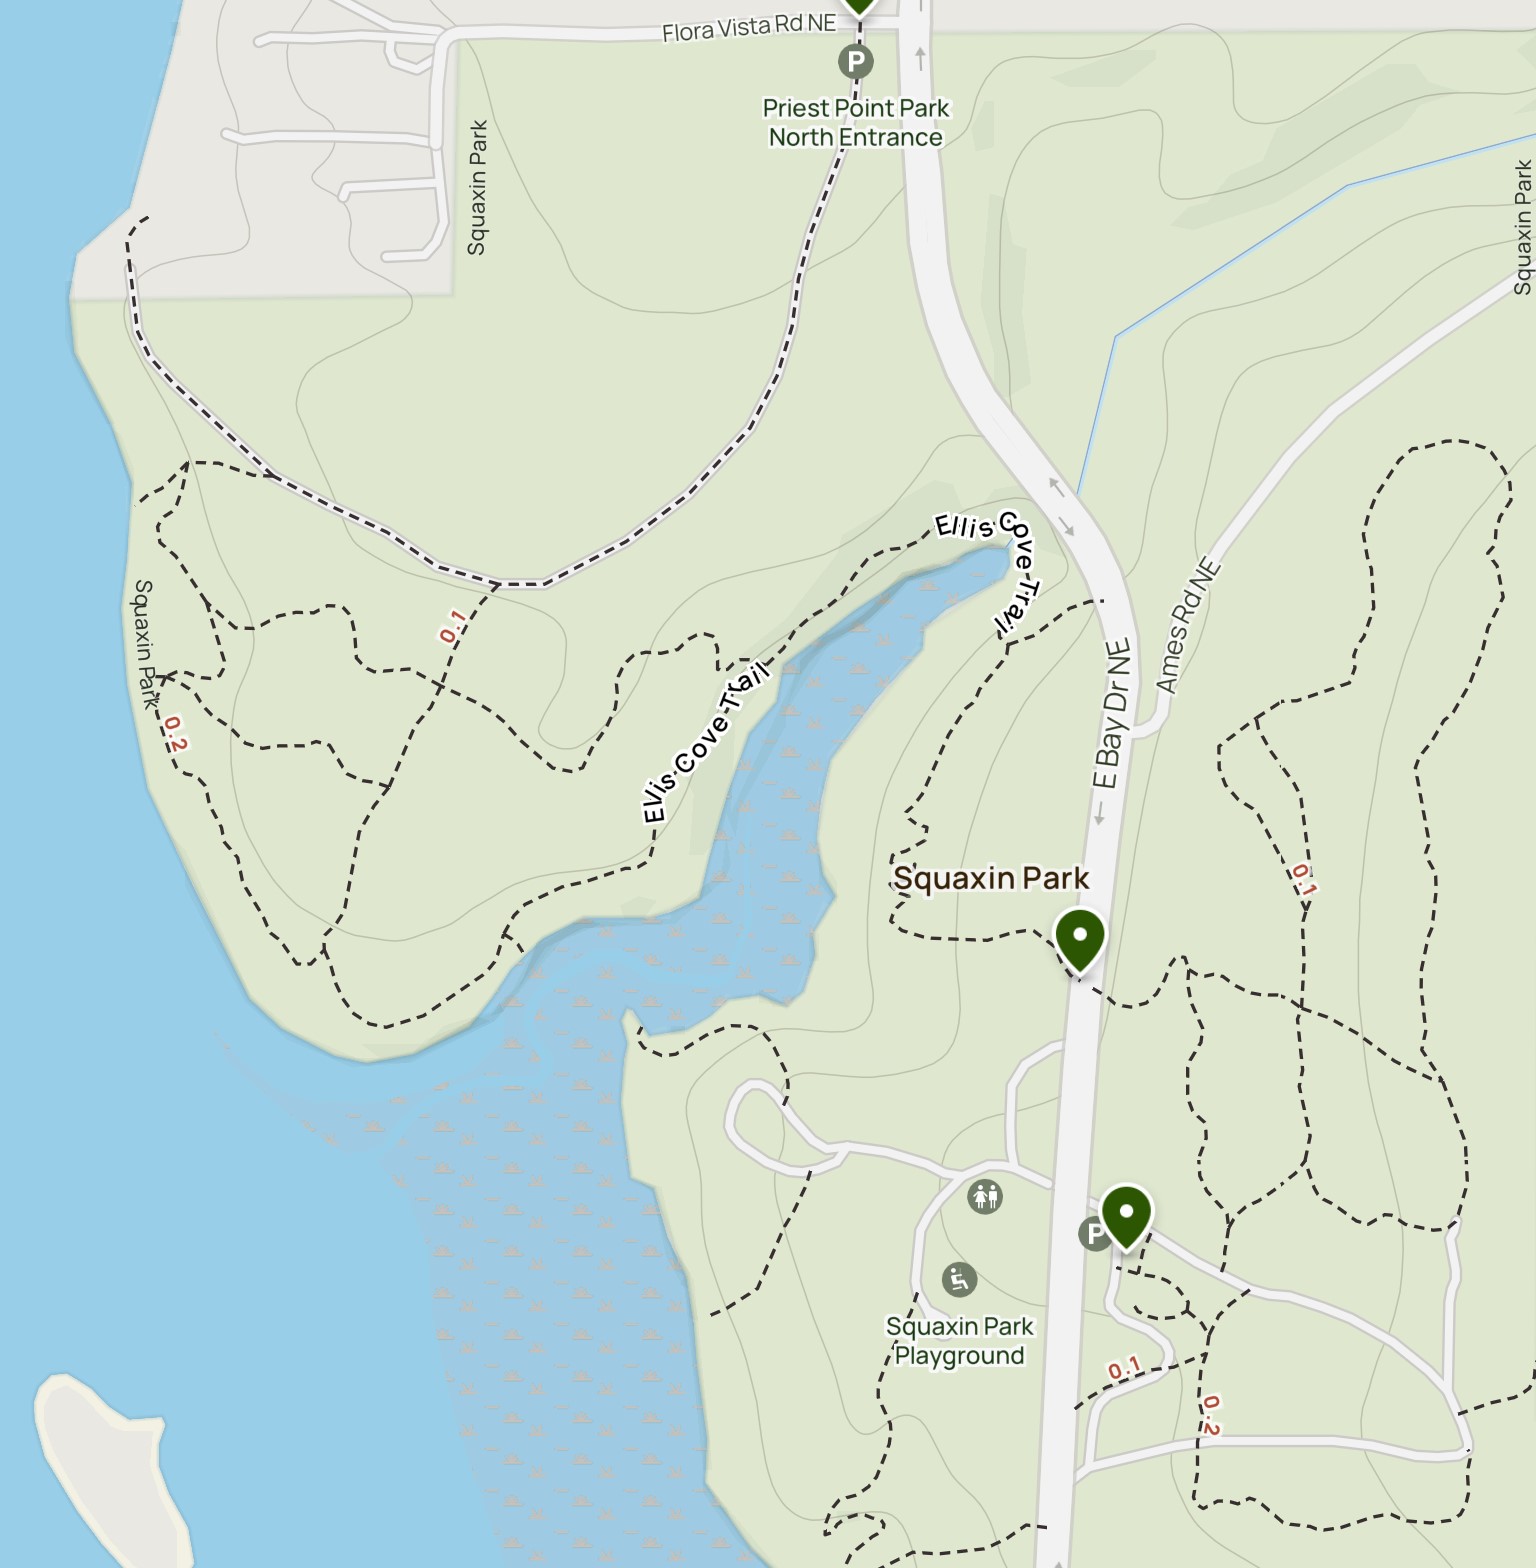 Flora Vista Rd NE
P
Priest Point Park
North Entrance
Squaxin Park
Squaxin Park
Ellis Cove Trail
0.1
Squaxin Park
Ellis Cove Trail
0.2
E Bay Dr NE
Ames Rd NE
Squaxin Park
0.1
P
Squaxin Park
Playground
0.1
0.2